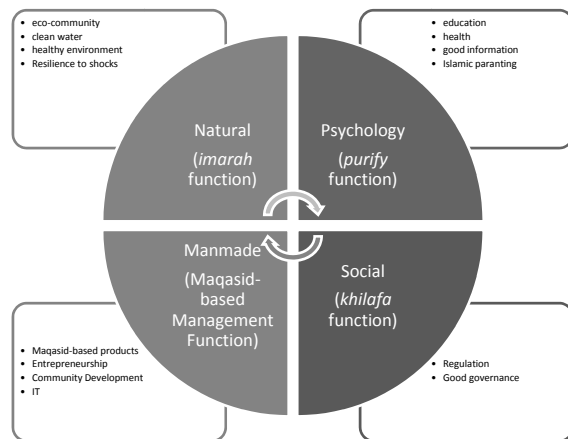 • eco-community
• clean water
• healthy environment
• Resilience to shocks
• education
• health
• good information
• Islamic paranting
Natural
(imarah
function)
Psychology
(purify
function)
Manmade
(Maqasid-
based
Management
Function)
Social
(khilafa
function)
• Maqasid-based products
• Entrepreneurship
• Community Development
• IT
• Regulation
• Good governance